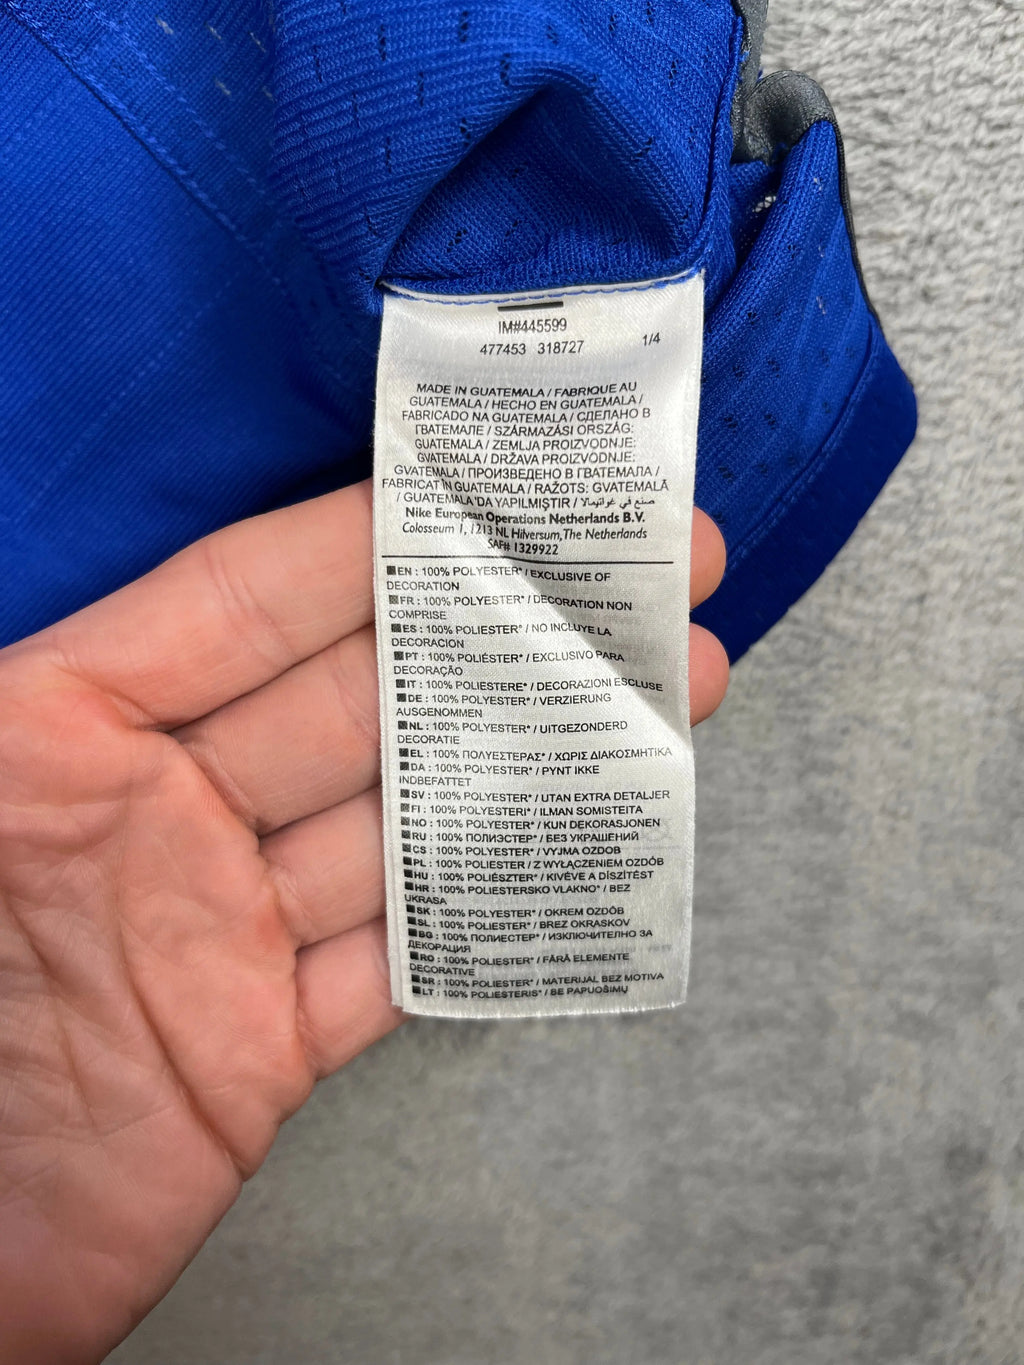 IM#445599
477453 318727 1/4
MADE IN GUATEMALA / FABRIQUE AU
GUATEMALA / HECHO EN GUATEMALA /
FABRICADO NA GUATEMALA / СДЕЛАНО В
ГВАТЕМАЛЕ / SZÁRMAZÁSI ORSZÁG:
GUATEMALA / ZEMLJA PROIZVODNJE:
GVATEMALA / DRŽAVA PROIZVODNJE:
GVATEMALA / ПРОИЗВЕДЕНО В ГВАТЕМАЛА /
FABRICAT ÎN GUATEMALA / RAŽOTS: GVATEMALĀ
/ GUATEMALA'DA YAPILMIŞTIR / صنع في غواتيمالا
Nike European Operations Netherlands B.V.
Colosseum 1, 1213 NL Hilversum, The Netherlands
SAF# 1329922
EN : 100% POLYESTER* / EXCLUSIVE OF
DECORATION
FR : 100% POLYESTER* / DECORATION NON
COMPRISE
ES : 100% POLIESTER* / NO INCLUYE LA
DECORACION
PT : 100% POLIÉSTER* / EXCLUSIVO PARA
DECORAÇÃO
IT : 100% POLIESTERE* / DECORAZIONI ESCLUSE
DE : 100% POLYESTER* / VERZIERUNG
AUSGENOMMEN
NL : 100% POLYESTER* / UITGEZONDERD
DECORATIE
EL : 100% ΠΟΛΥΕΣΤΕΡΑΣ* / ΧΩΡΙΣ ΔΙΑΚΟΣΜΗΤΙΚΑ
DA : 100% POLYESTER* / PYNT IKKE
INDBEFATTET
SV : 100% POLYESTER* / UTAN EXTRA DETALJER
FI : 100% POLYESTERI* / ILMAN SOMISTEITA
NO : 100% POLYESTER* / KUN DEKORASJONEN
RU : 100% ПОЛИЭСТЕР* / БЕЗ УКРАШЕНИЙ
CS : 100% POLYESTER* / VYJMA OZDOB
PL : 100% POLIESTER / Z WYŁĄCZENIEM OZDÓB
HU : 100% POLIÉSZTER* / KIVÉVE A DÍSZÍTÉST
HR : 100% POLIESTERSKO VLAKNO* / BEZ
UKRASA
SK : 100% POLYESTER* / OKREM OZDÔB
SL : 100% POLIESTER* / BREZ OKRASKOV
BG : 100% ПОЛИЕСТЕР* / ИЗКЛЮЧИТЕЛНО ЗА
ДЕКОРАЦИЯ
RO : 100% POLIESTER* / FĂRĂ ELEMENTE
DECORATIVE
SR : 100% POLIESTER* / MATERIJAL BEZ MOTIVA
LT : 100% POLIESTERIS* / BE PAPUOŠIMŲ